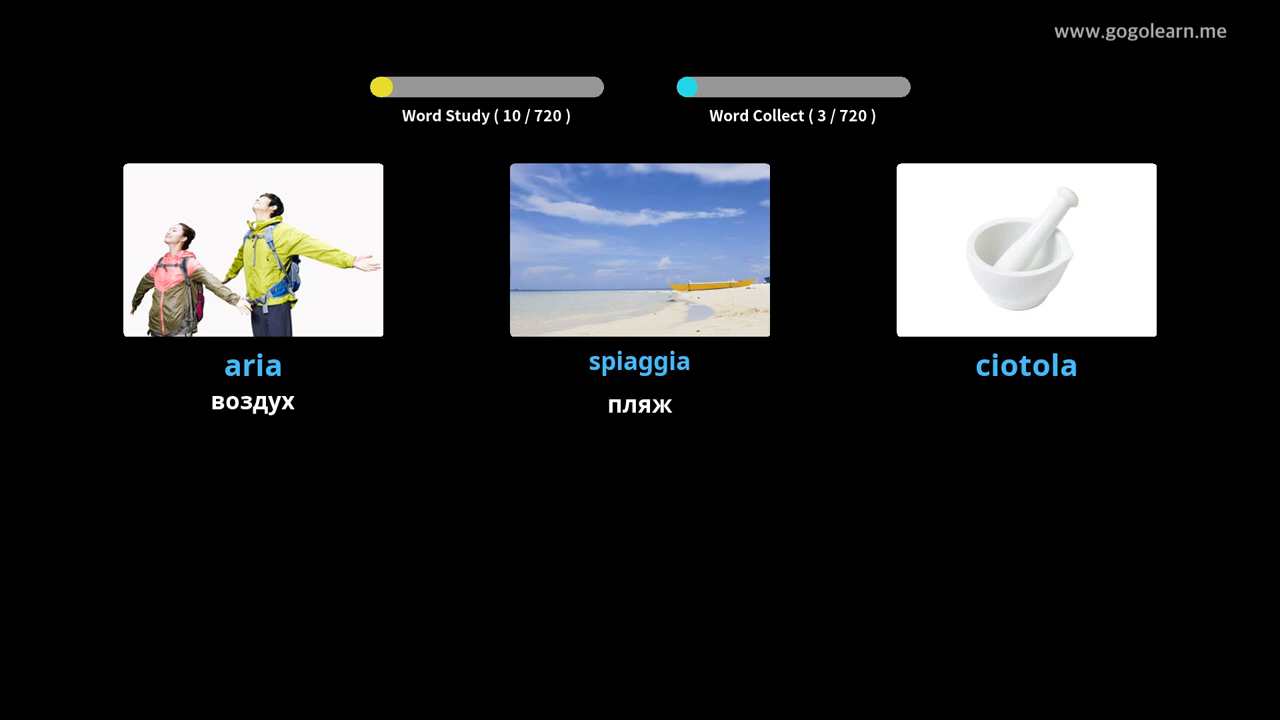 www.gogolearn.me
Word Study ( 10 / 720 )
Word Collect ( 3 / 720 )
aria
воздух
spiaggia
пляж
ciotola